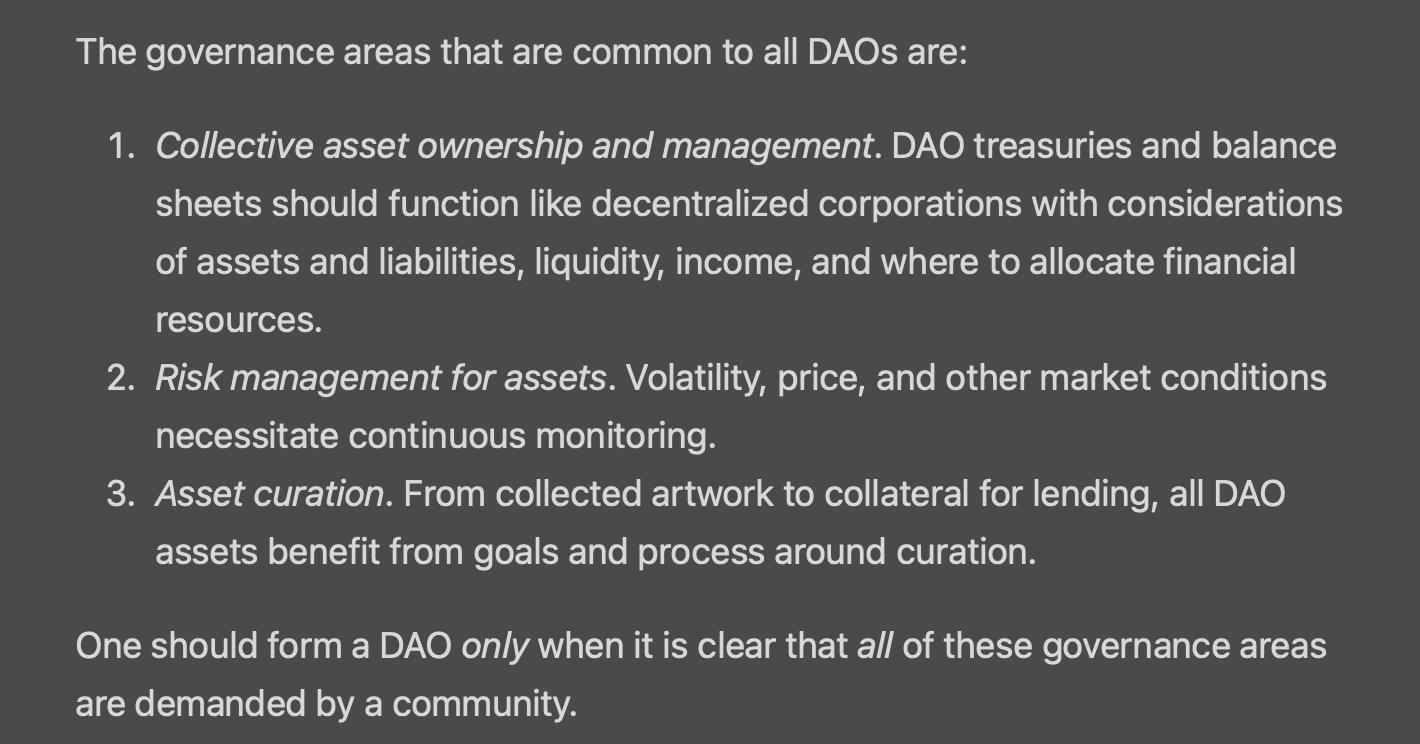 The governance areas that are common to all DAOs are:
1. Collective asset ownership and management. DAO treasuries and balance
sheets should function like decentralized corporations with considerations
of assets and liabilities, liquidity, income, and where to allocate financial
resources.
2. Risk management for assets. Volatility, price, and other market conditions
necessitate continuous monitoring.
3. Asset curation. From collected artwork to collateral for lending, all DAO
assets benefit from goals and process around curation.
One should form a DAO only when it is clear that all of these governance areas
are demanded by a community.